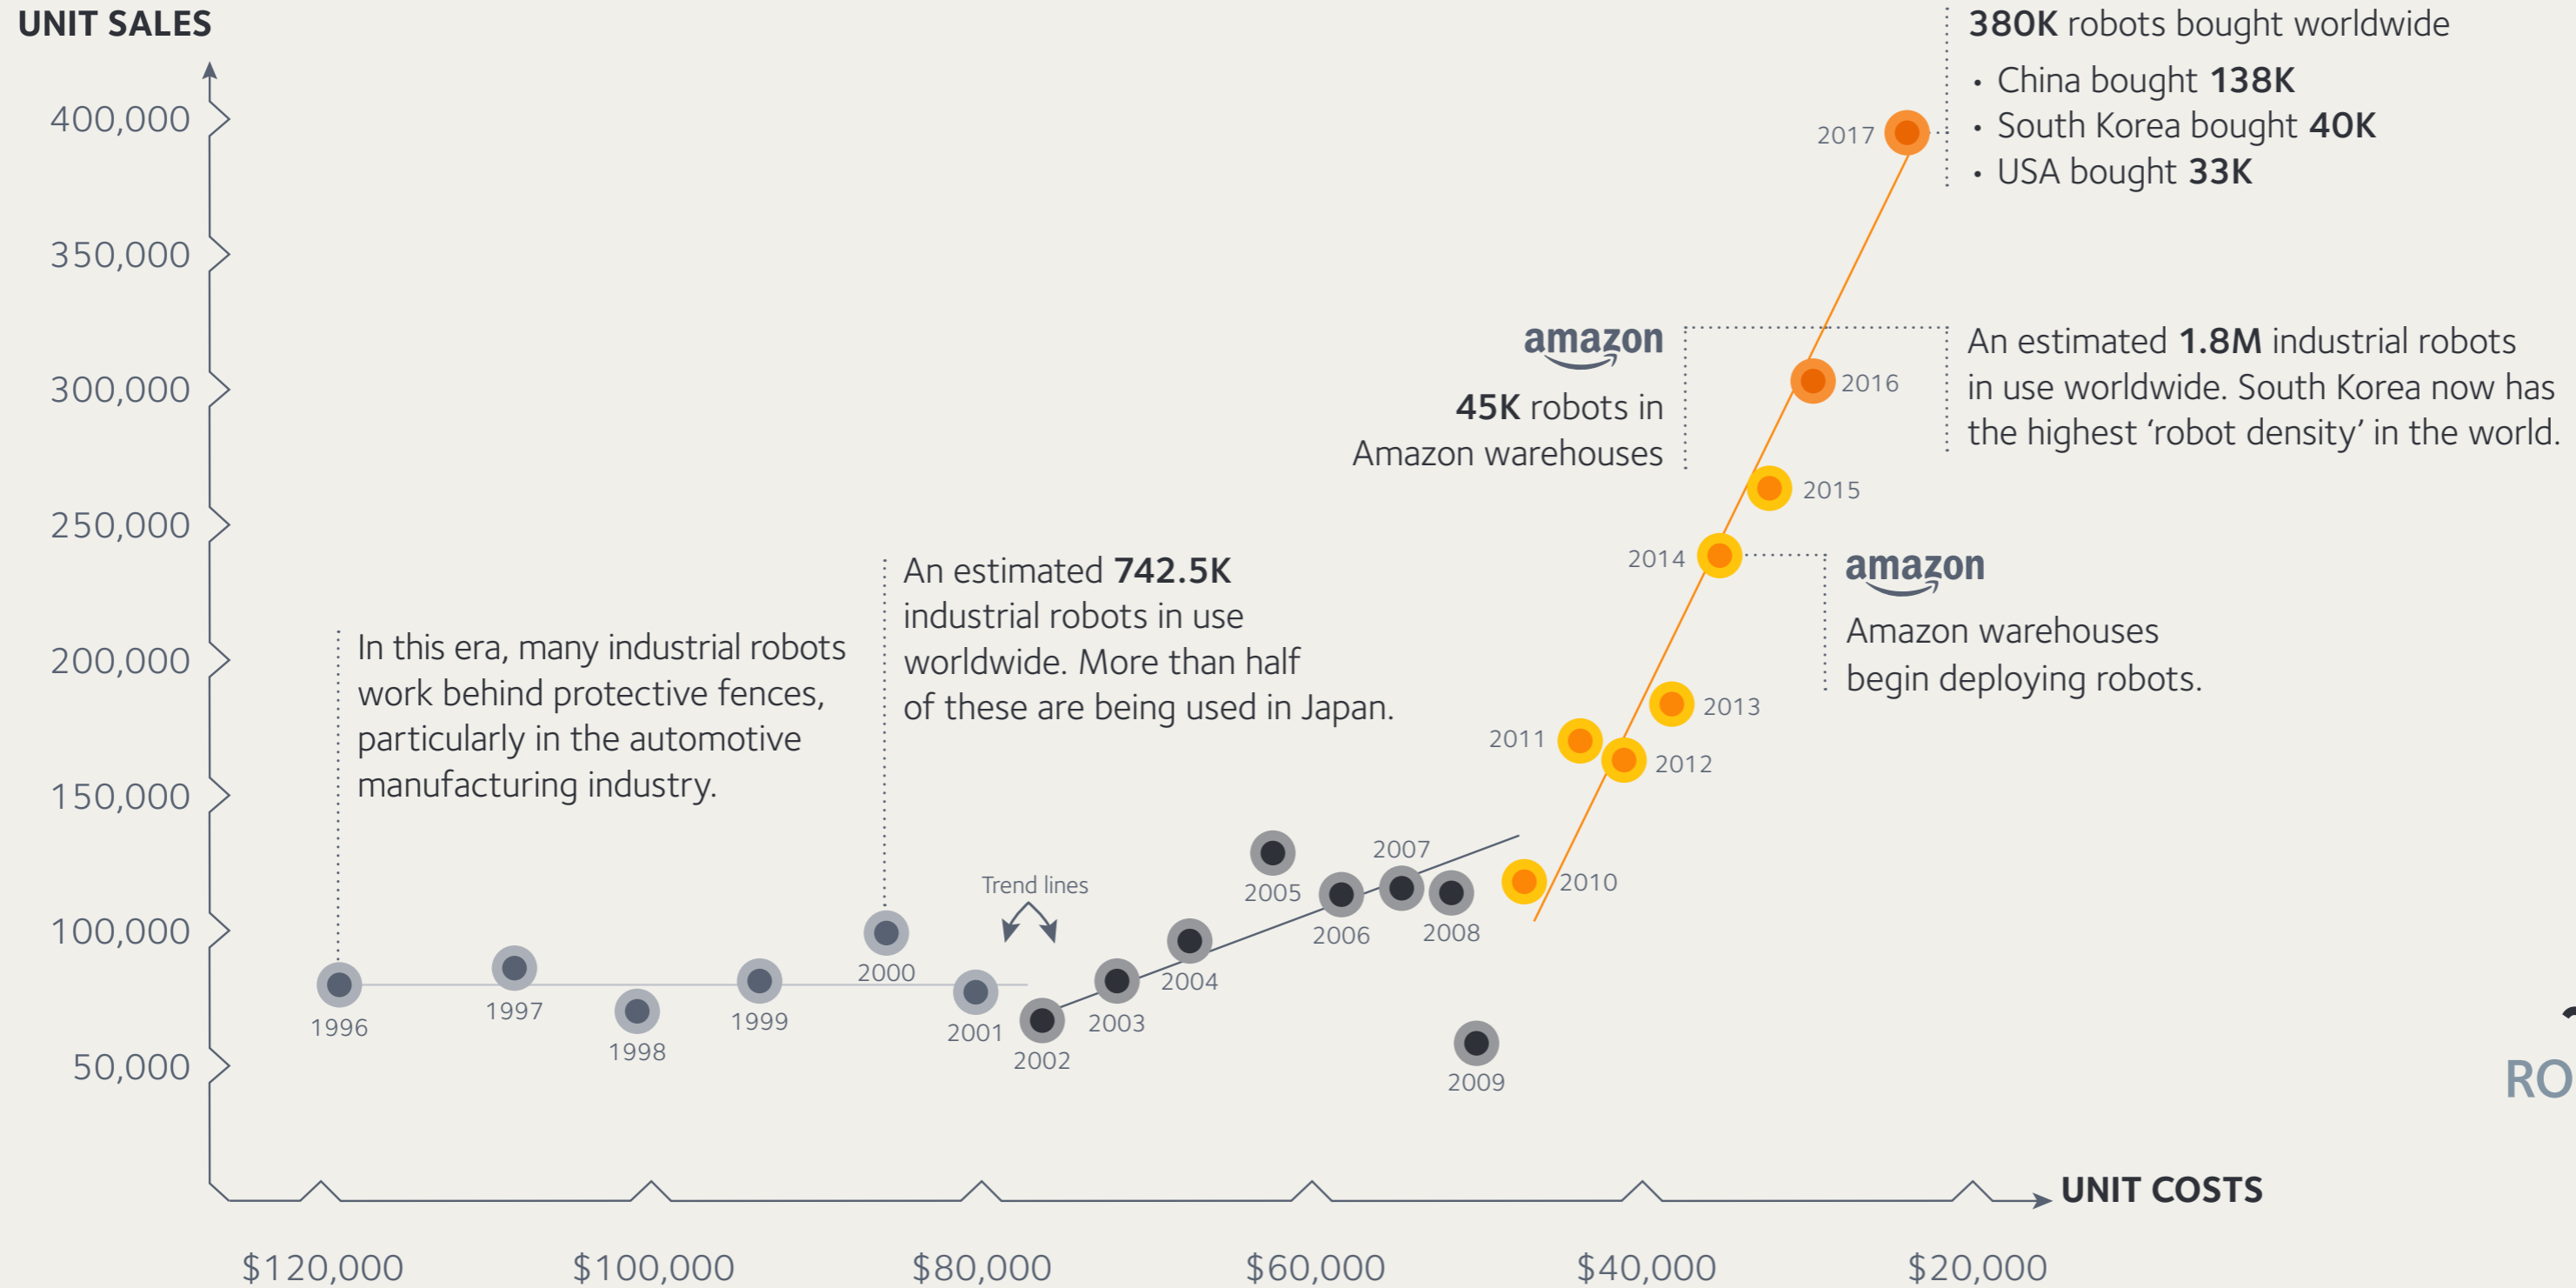 UNIT SALES
400,000
350,000
300,000
250,000
200,000
150,000
100,000
50,000
380K robots bought worldwide
• China bought 138K
• South Korea bought 40K
• USA bought 33K
2017
amazon
45K robots in
Amazon warehouses
An estimated 1.8M industrial robots
in use worldwide. South Korea now has
the highest ‘robot density’ in the world.
2016
2015
2014
amazon
Amazon warehouses
begin deploying robots.
An estimated 742.5K
industrial robots in use
worldwide. More than half
of these are being used in Japan.
In this era, many industrial robots
work behind protective fences,
particularly in the automotive
manufacturing industry.
2013
2011
2012
2010
Trend lines
2007
2005
2006
2008
2004
2000
2003
2001
2002
1996
1997
1998
1999
2009
RO
UNIT COSTS
$120,000
$100,000
$80,000
$60,000
$40,000
$20,000